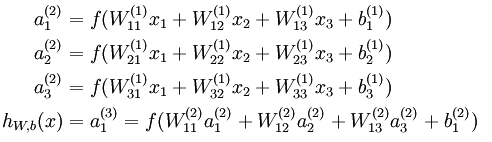 a_1^{(2)} = f(W_{11}^{(1)}x_1 + W_{12}^{(1)}x_2 + W_{13}^{(1)}x_3 + b_1^{(1)})
a_2^{(2)} = f(W_{21}^{(1)}x_1 + W_{22}^{(1)}x_2 + W_{23}^{(1)}x_3 + b_2^{(1)})
a_3^{(2)} = f(W_{31}^{(1)}x_1 + W_{32}^{(1)}x_2 + W_{33}^{(1)}x_3 + b_3^{(1)})
h_{W,b}(x) = a_1^{(3)} = f(W_{11}^{(2)}a_1^{(2)} + W_{12}^{(2)}a_2^{(2)} + W_{13}^{(2)}a_3^{(2)} + b_1^{(2)})